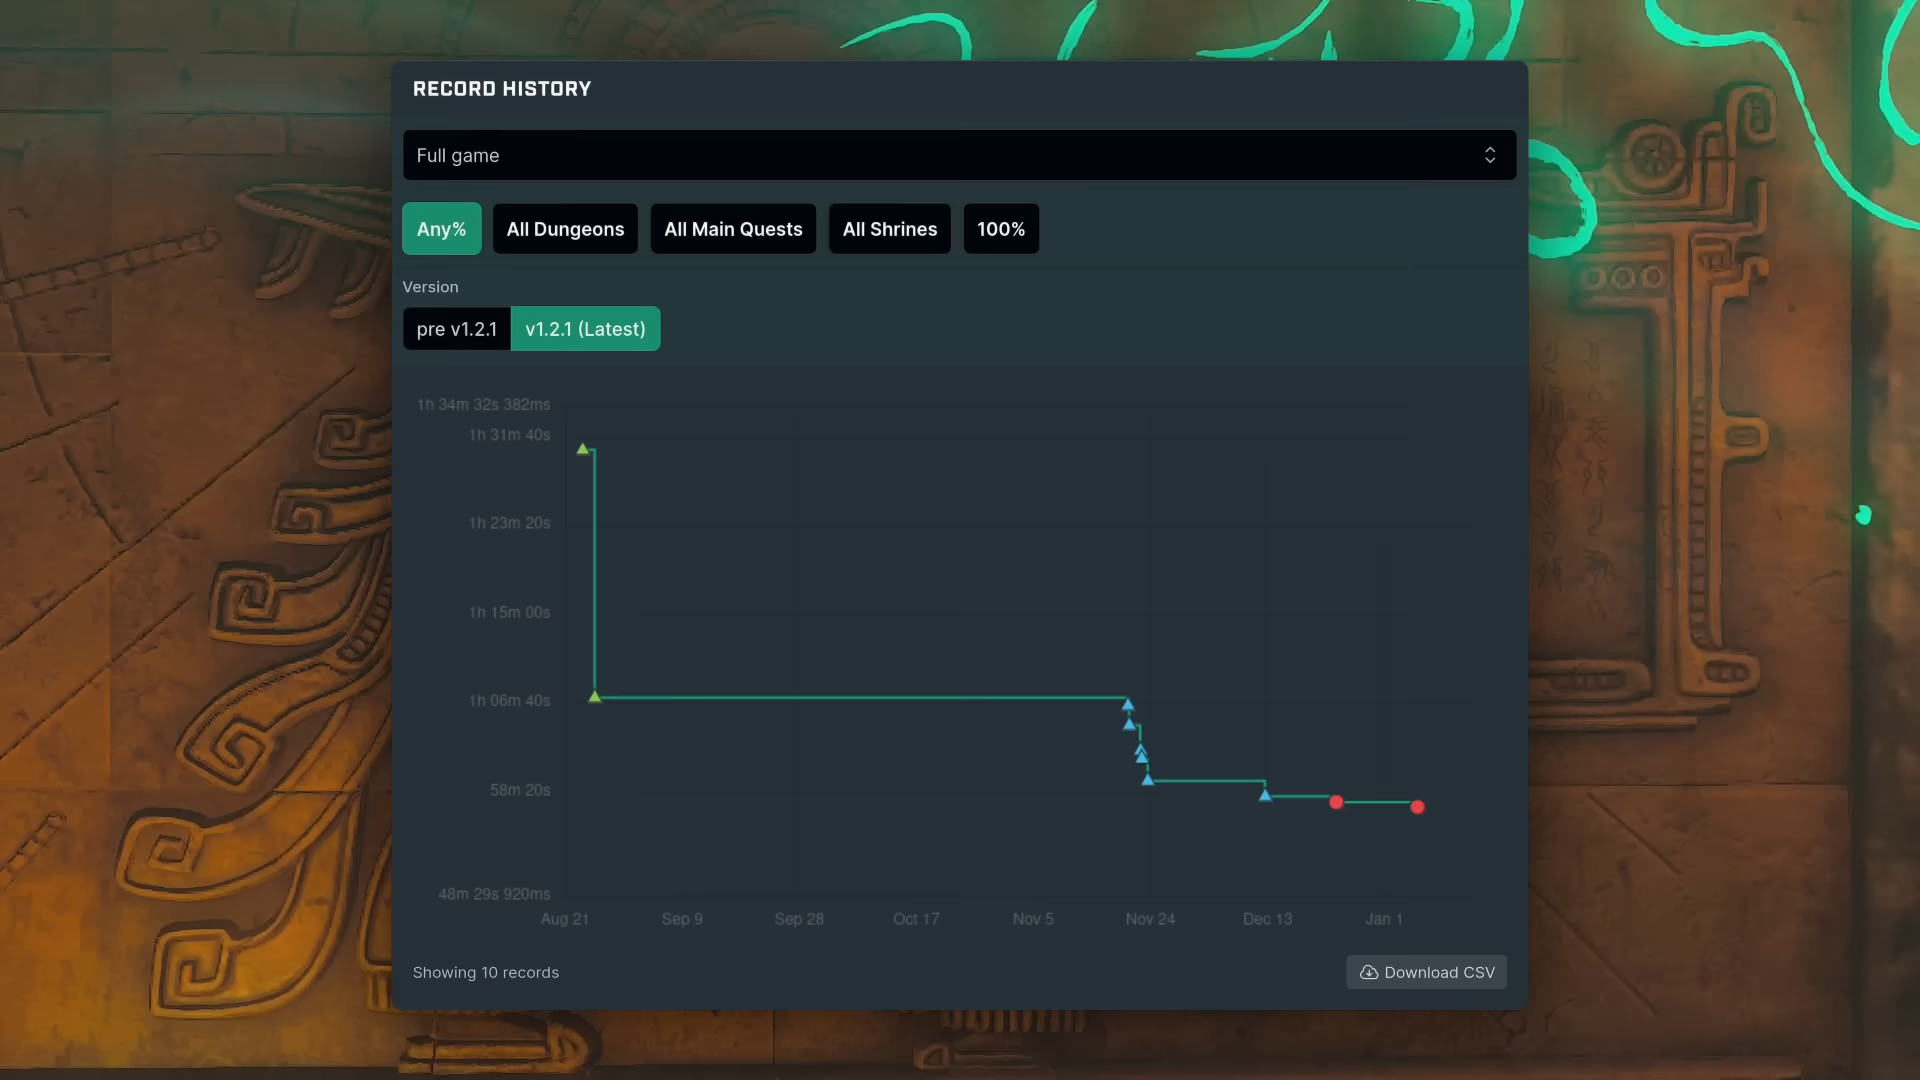 RECORD HISTORY
Full game
Any% All Dungeons All Main Quests All Shrines 100%
Version
pre v1.2.1 v1.2.1 (Latest)
1h 34m 32s 382ms
1h 31m 40s
1h 23m 20s
1h 15m 00s
1h 06m 40s
58m 20s
48m 29s 920ms
Aug 21 Sep 9 Sep 28 Oct 17 Nov 5 Nov 24 Dec 13 Jan 1
Showing 10 records Download CSV